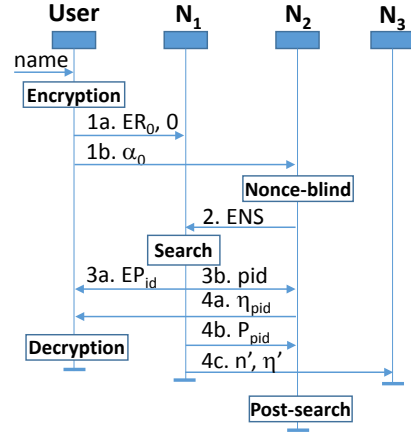 User N₁ N₂ N₃
name
Encryption
1a. ER₀, 0
1b. α₀
Nonce-blind
2. ENS
Search
3a. EPᵢd 3b. pid
4a. ηpid
Decryption
4b. Ppid
4c. n’, η’
Post-search